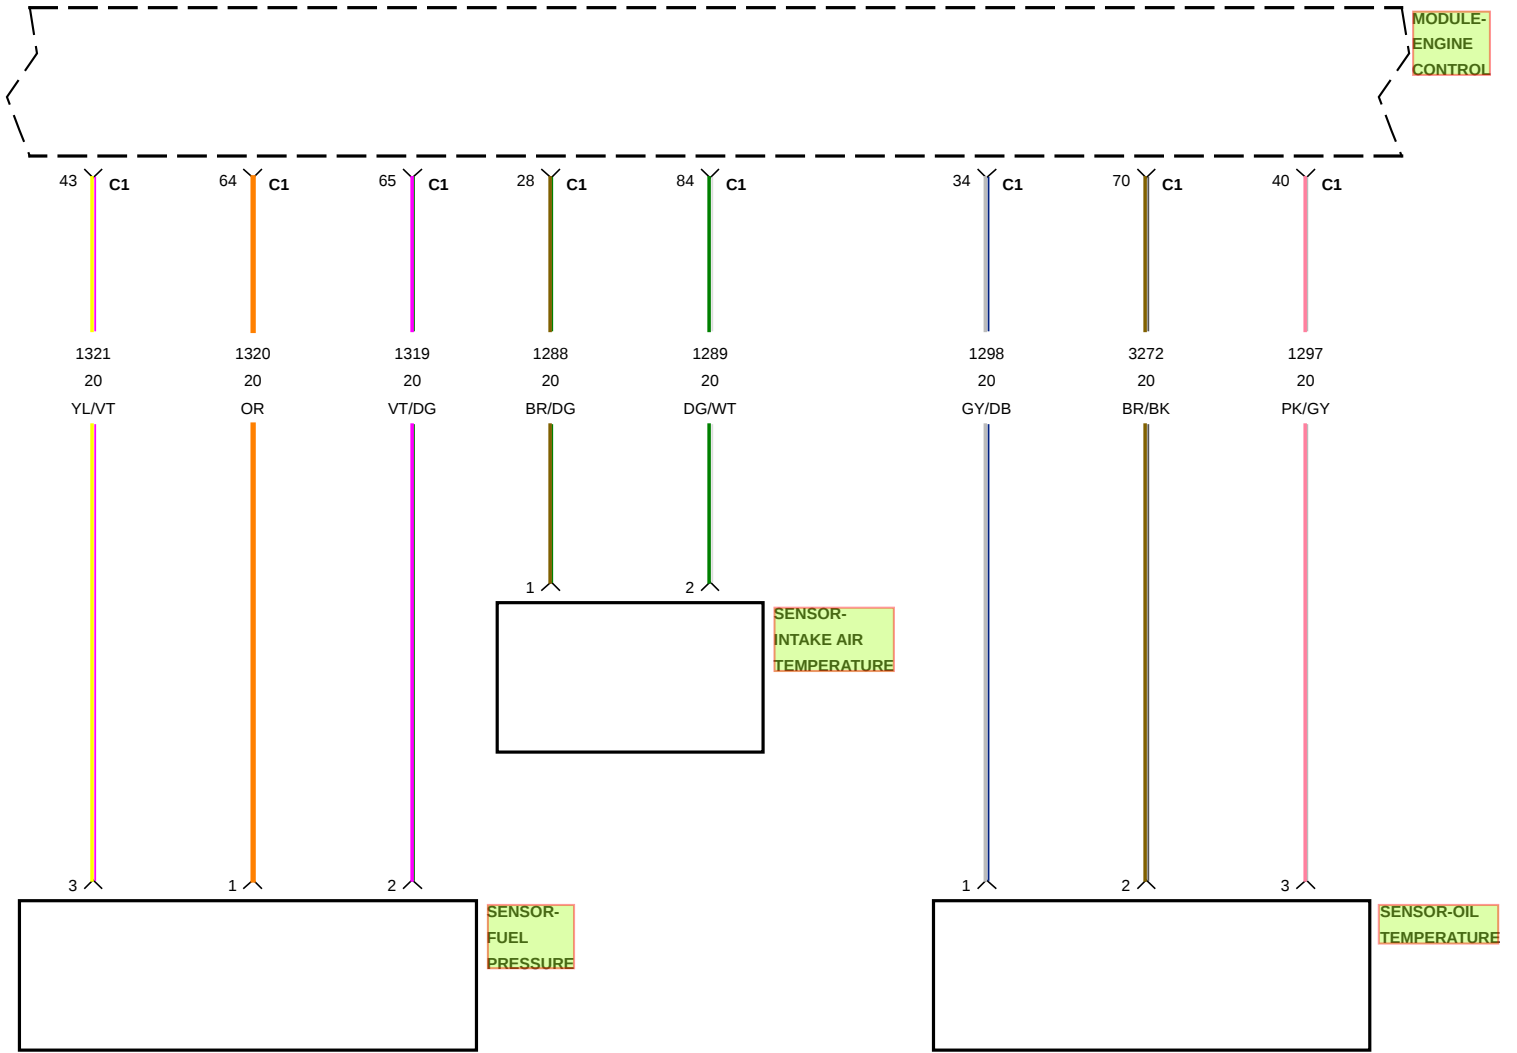 MODULE-
ENGINE
CONTROL
43 C1 64 C1 65 C1 28 C1 84 C1 34 C1 70 C1 40 C1
1321 1320 1319 1288 1289 1298 3272 1297
20 20 20 20 20 20 20 20
YL/VT OR VT/DG BR/DG DG/WT GY/DB BR/BK PK/GY
1 2
SENSOR-
INTAKE AIR
TEMPERATURE
3 1 2 1 2 3
SENSOR-
FUEL
PRESSURE
SENSOR-OIL
TEMPERATURE